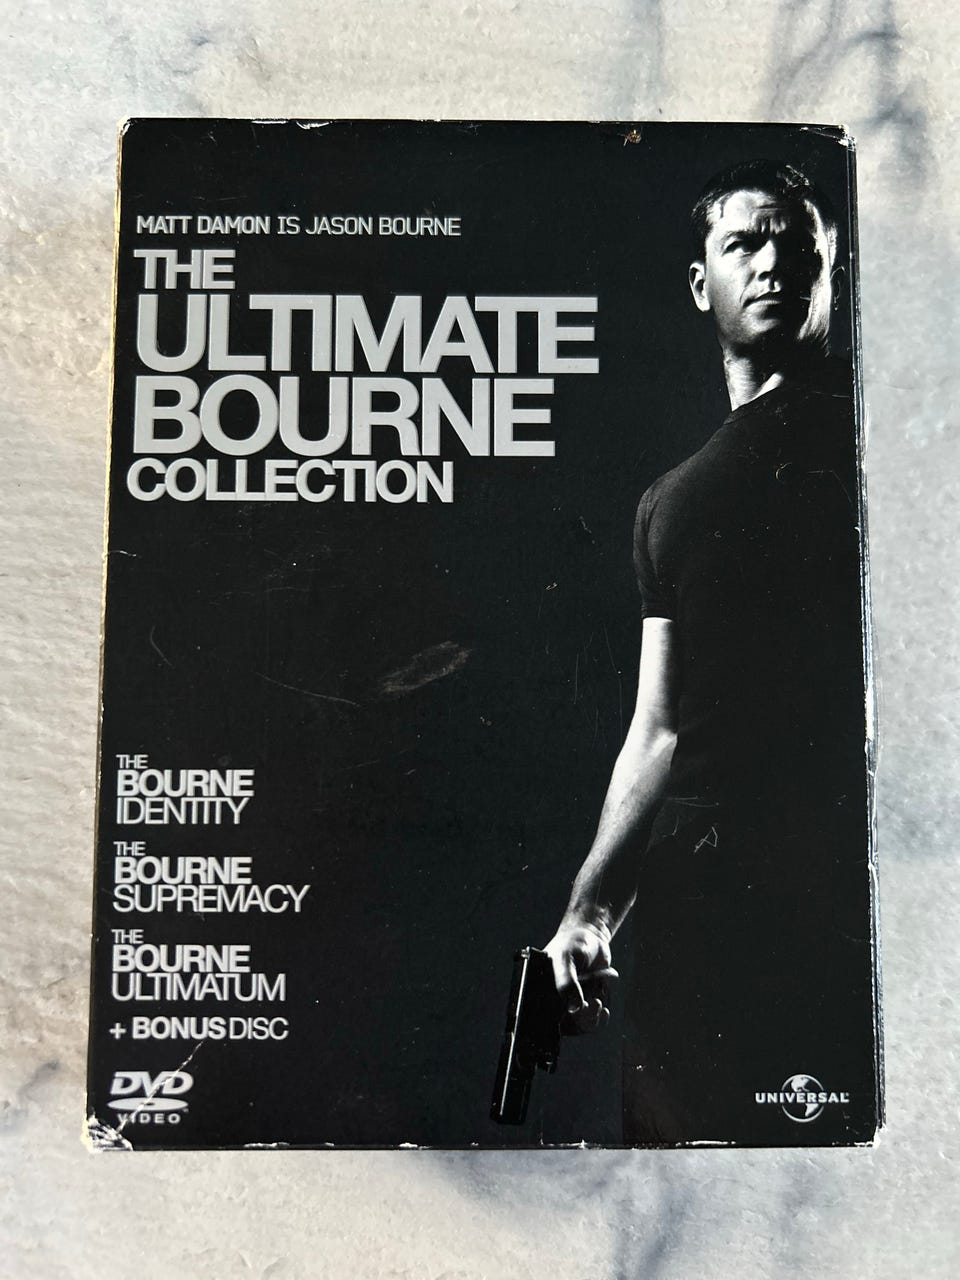 MATT DAMON IS JASON BOURNE
THE
ULTIMATE
BOURNE
COLLECTION
THE
BOURNE
IDENTITY
THE
BOURNE
SUPREMACY
THE
BOURNE
ULTIMATUM
+ BONUS DISC
DVD
VIDEO
UNIVERSAL